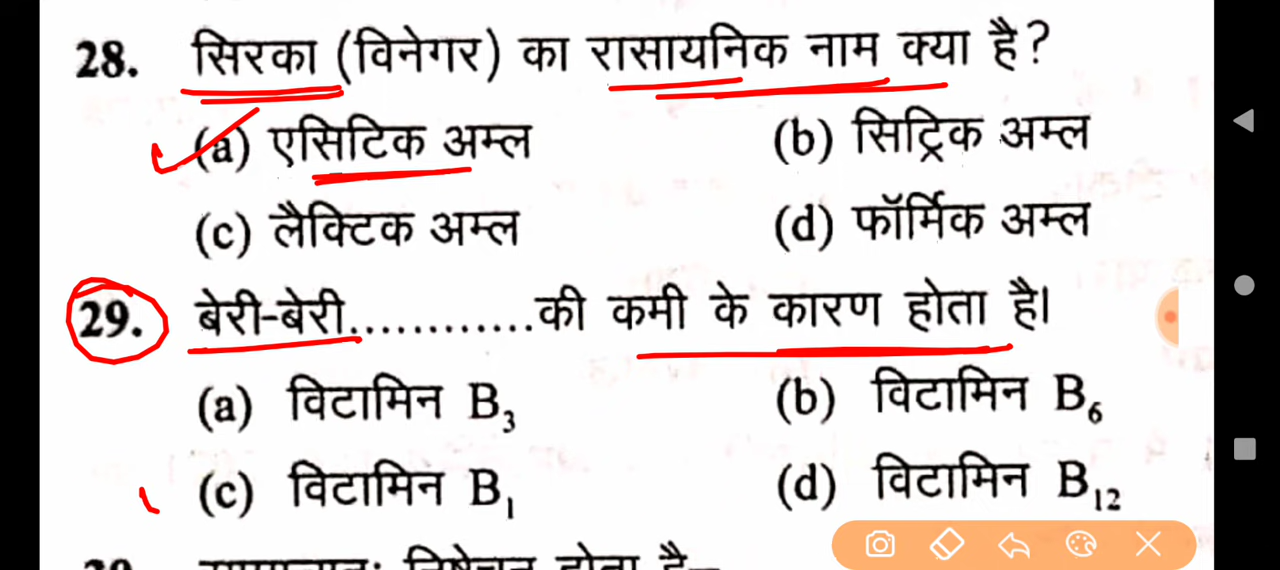 28. सिरका (विनेगर) का रासायनिक नाम क्या है?
(a) एसिटिक अम्ल (b) सिट्रिक अम्ल
(c) लैक्टिक अम्ल (d) फॉर्मिक अम्ल
29. बेरी-बेरी.............की कमी के कारण होता है।
(a) विटामिन B₃ (b) विटामिन B₆
(c) विटामिन B₁ (d) विटामिन B₁₂
होता है–